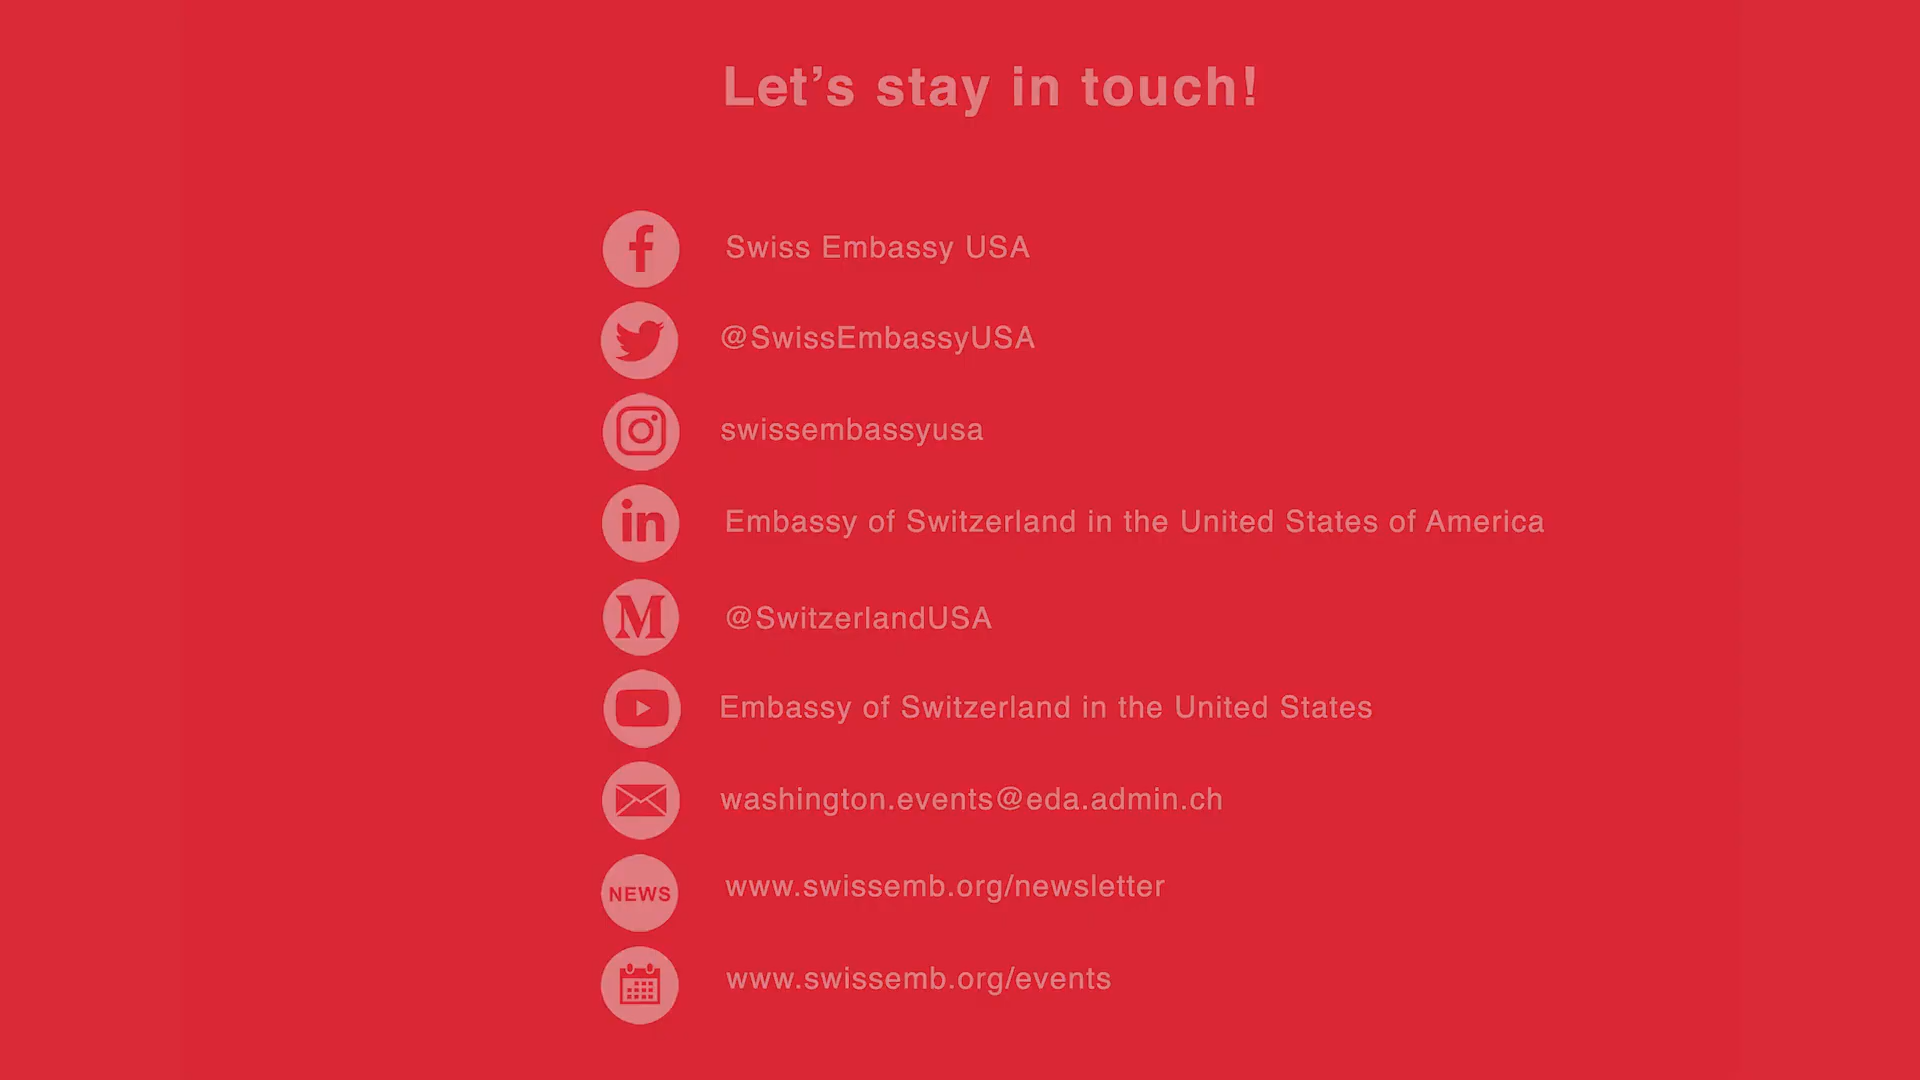 Let’s stay in touch!
Swiss Embassy USA
@SwissEmbassyUSA
swissembassyusa
in Embassy of Switzerland in the United States of America
M @SwitzerlandUSA
Embassy of Switzerland in the United States
washington.events@eda.admin.ch
NEWS www.swissemb.org/newsletter
www.swissemb.org/events